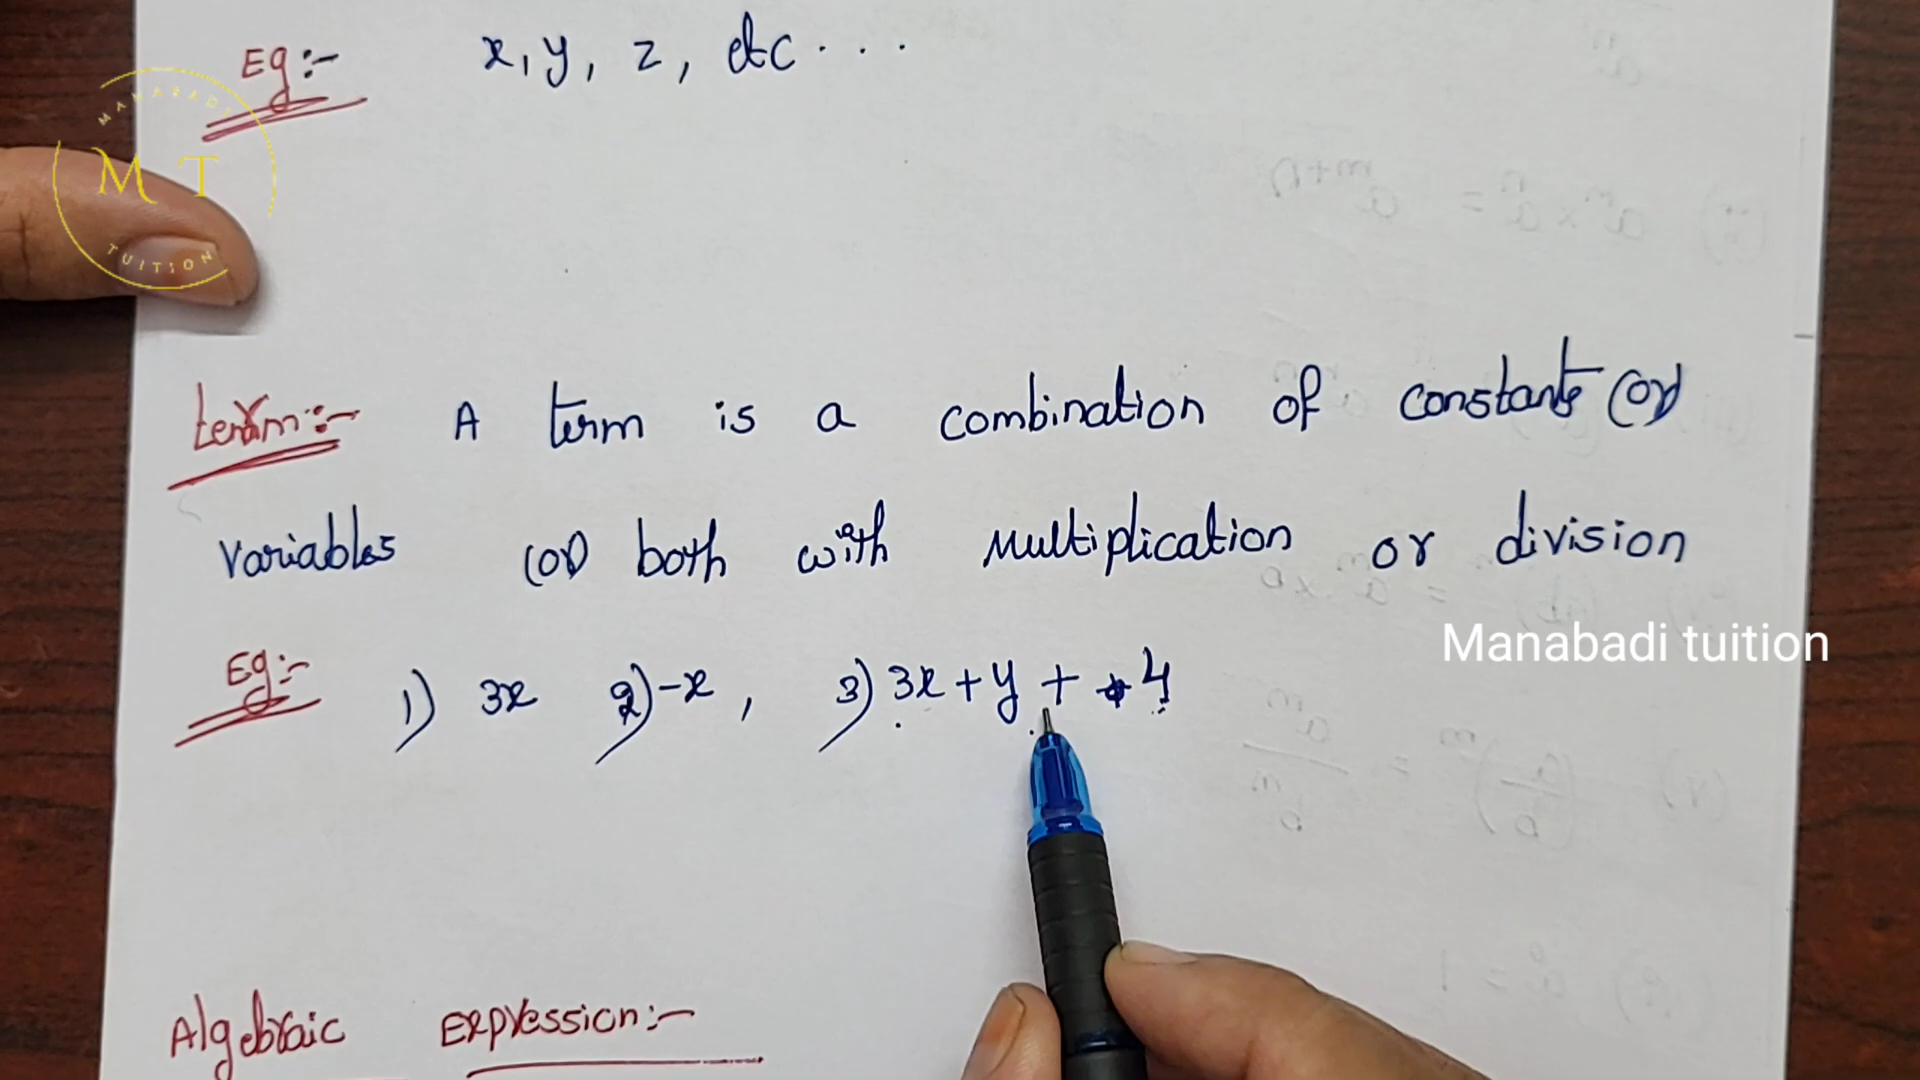 Eg:- x, y, z, etc....
MANABADI
M T
TUITION
term:- A term is a combination of constants (or)
variables (or) both with multiplication or division
Manabadi tuition
Eg:- 1) 3x 2) -x, 3) 3x + y + 4
Algebraic Expression:-